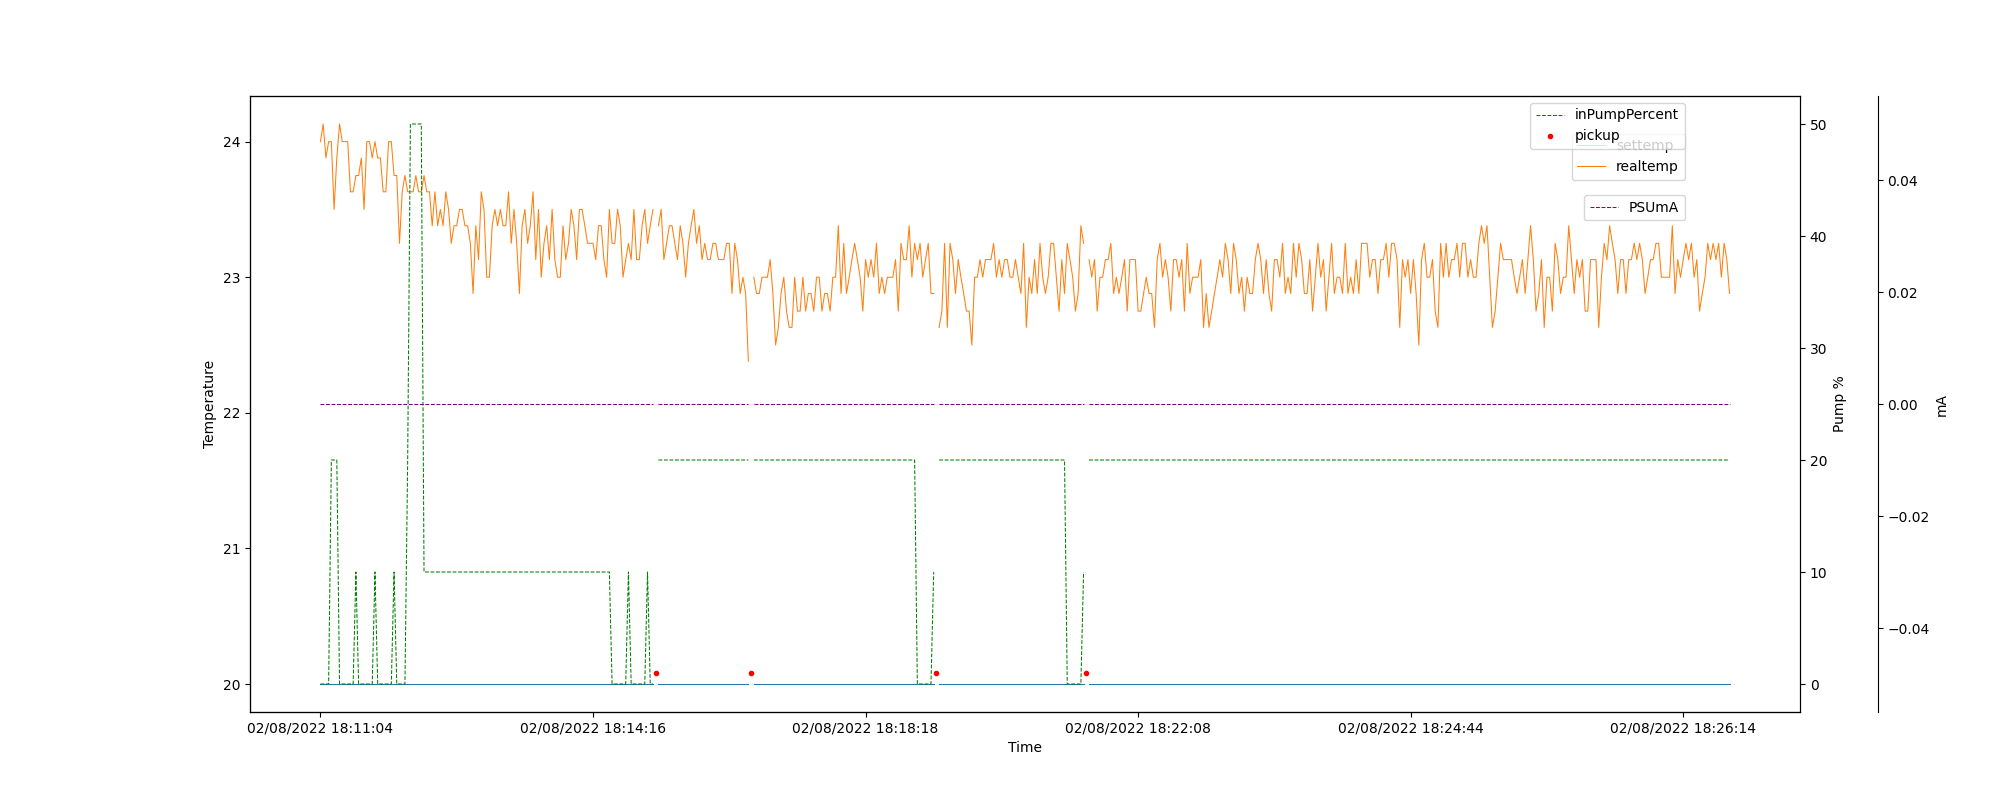 inPumpPercent
pickup
settemp
realtemp
PSUmA
24
23
22
21
20
Temperature
50
40
30
20
10
0
Pump %
0.04
0.02
0.00
−0.02
−0.04
mA
02/08/2022 18:11:04
02/08/2022 18:14:16
02/08/2022 18:18:18
02/08/2022 18:22:08
02/08/2022 18:24:44
02/08/2022 18:26:14
Time